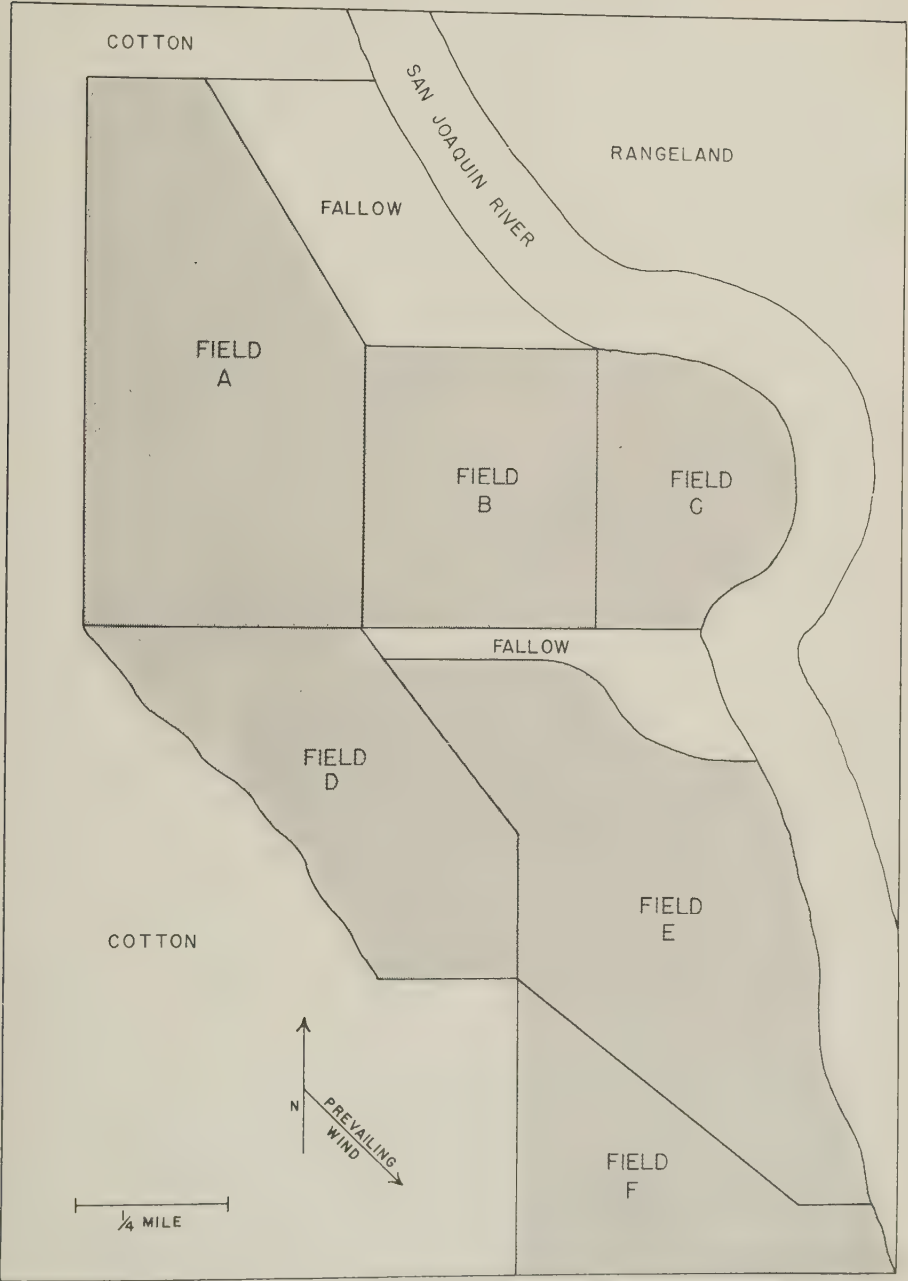 COTTON
SAN JOAQUIN RIVER
RANGELAND
FALLOW
FIELD
A
FIELD
B
FIELD
C
FALLOW
FIELD
D
FIELD
E
COTTON
N
PREVAILING
WIND
FIELD
F
1/4 MILE